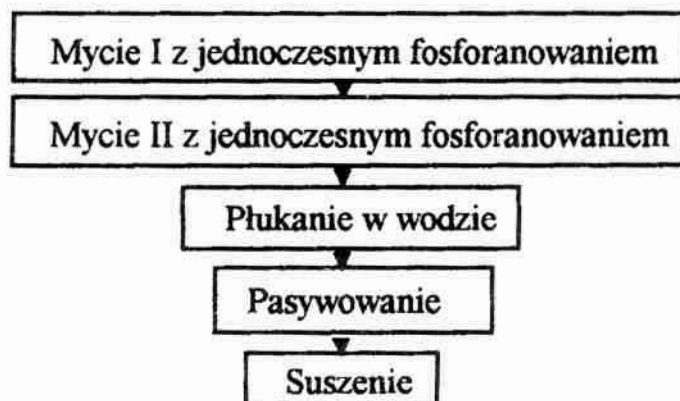 Mycie I z jednoczesnym fosforanowaniem
Mycie II z jednoczesnym fosforanowaniem
Płukanie w wodzie
Pasywowanie
Suszenie